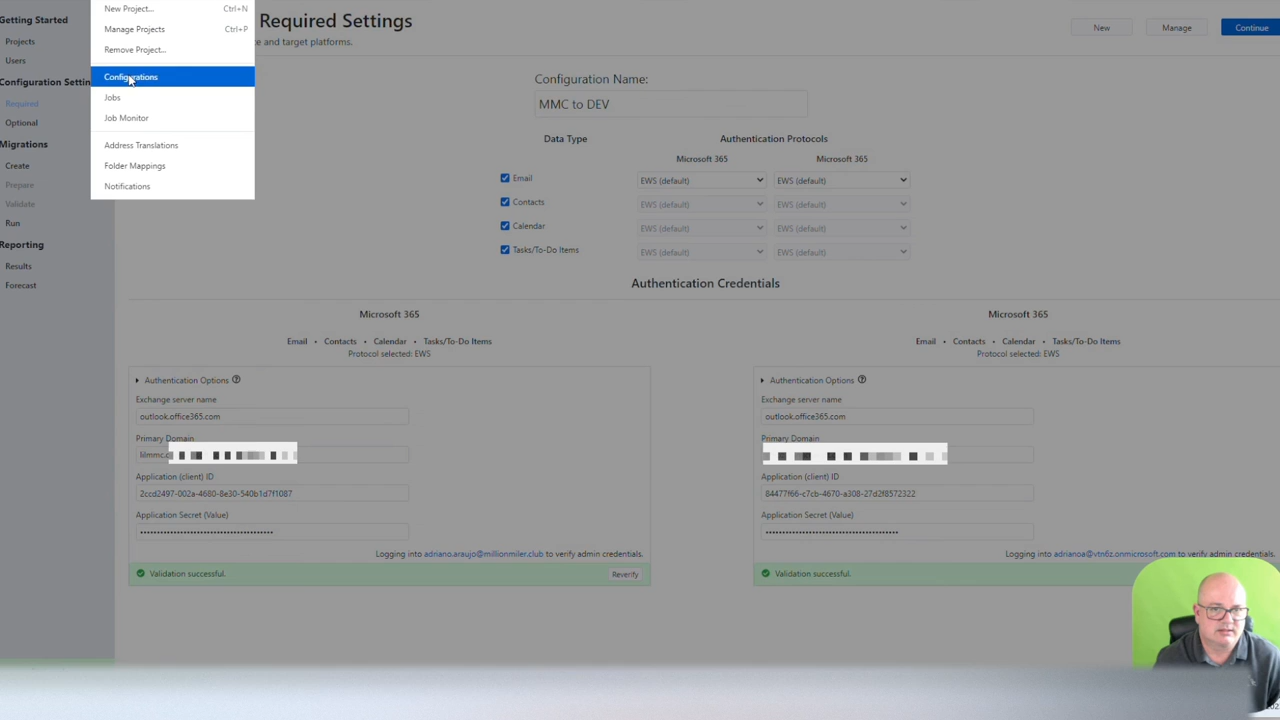 Getting Started
Projects
Users
Configuration Settin
Required
Optional
Migrations
Create
Prepare
Validate
Run
Reporting
Results
Forecast
New Project... Ctrl+N
Manage Projects Ctrl+P
Remove Project...
Configurations
Jobs
Job Monitor
Address Translations
Folder Mappings
Notifications
Required Settings
e and target platforms.
New Manage Continue
Configuration Name:
MMC to DEV
Data Type Authentication Protocols
Microsoft 365 Microsoft 365
Email EWS (default) EWS (default)
Contacts EWS (default) EWS (default)
Calendar EWS (default) EWS (default)
Tasks/To-Do Items EWS (default) EWS (default)
Authentication Credentials
Microsoft 365
Email • Contacts • Calendar • Tasks/To-Do Items
Protocol selected: EWS
Authentication Options
Exchange server name
outlook.office365.com
Primary Domain
Application (client) ID
2ccd2497-002a-4680-8e30-540b1d7f1087
Application Secret (Value)
Logging into adriano.araujo@millionmiler.club to verify admin credentials.
Validation successful. Reverify
Microsoft 365
Email • Contacts • Calendar • Tasks/To-Do Items
Protocol selected: EWS
Authentication Options
Exchange server name
outlook.office365.com
Primary Domain
Application (client) ID
84477f66-c7cb-4670-a308-27d2f8572322
Application Secret (Value)
Logging into adrianoa@vtn6z.onmicrosoft.com to verify admin credentials.
Validation successful.